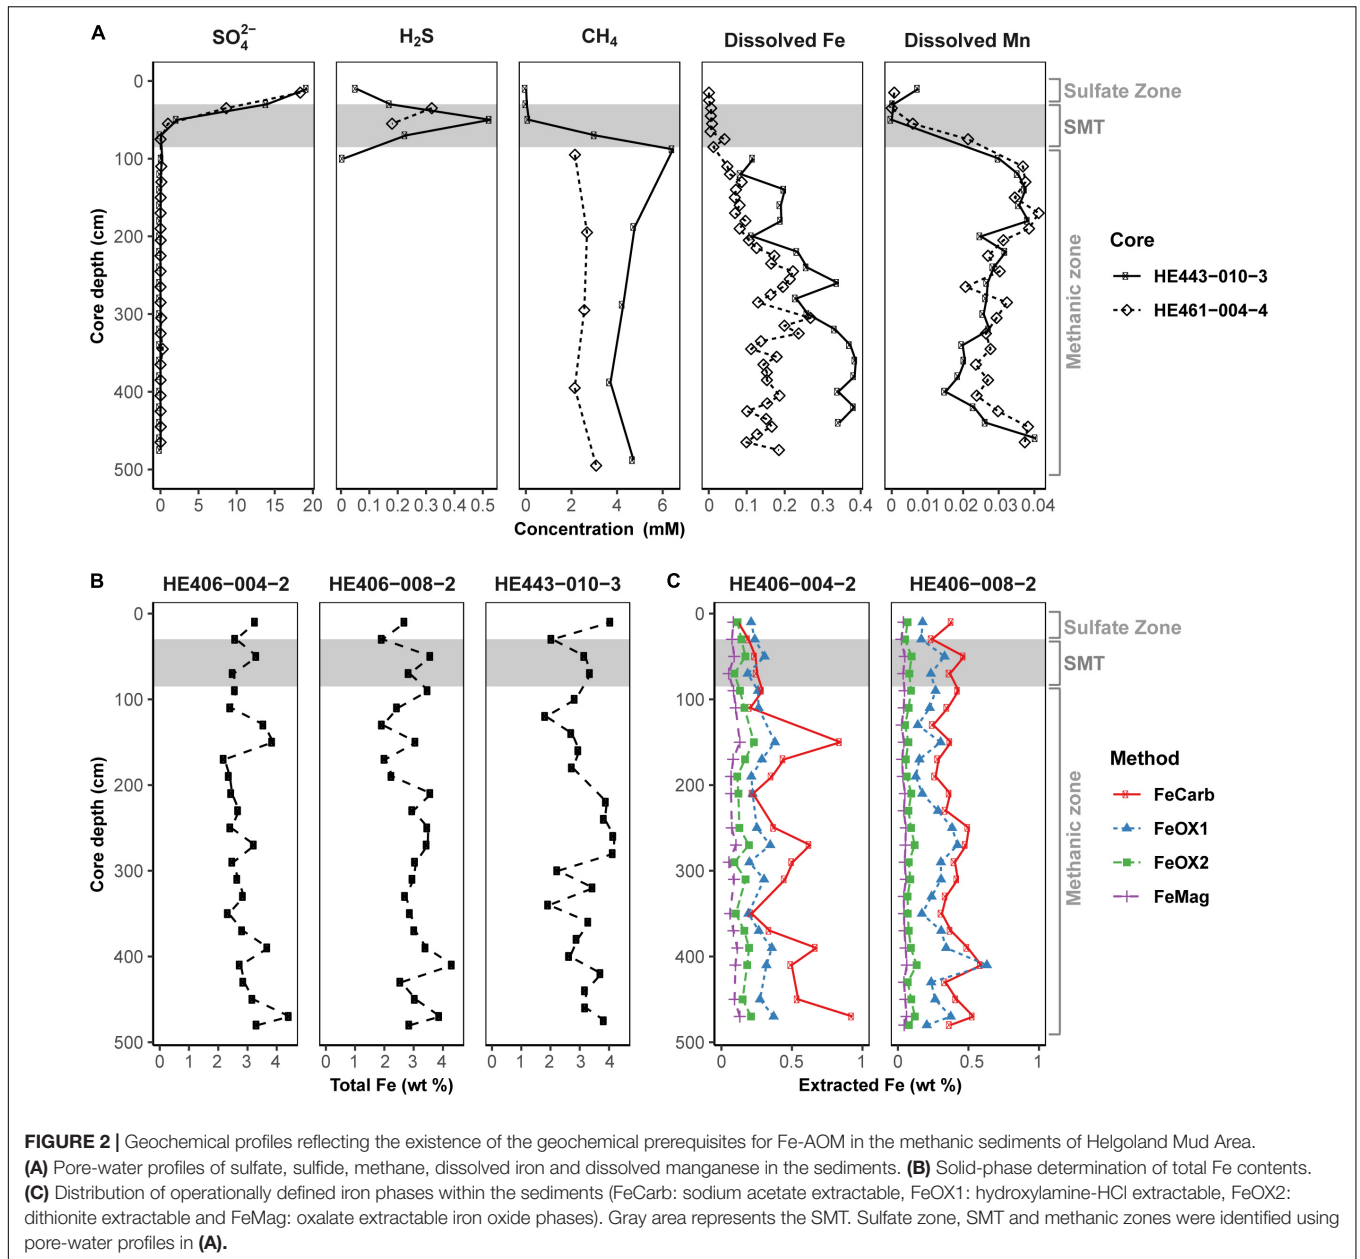 A
SO₄²⁻ H₂S CH₄ Dissolved Fe Dissolved Mn
0
100
200
300
400
500
Core depth (cm)
0 5 10 15 20
0 0.1 0.2 0.3 0.4 0.5
0 2 4 6
0 0.1 0.2 0.3 0.4
0 0.01 0.02 0.03 0.04
Concentration (mM)
Sulfate Zone
SMT
Methanic zone
Core
HE443−010−3
HE461−004−4
B
HE406−004−2 HE406−008−2 HE443−010−3
0
100
200
300
400
500
Core depth (cm)
0 1 2 3 4
0 1 2 3 4
0 1 2 3 4
Total Fe (wt %)
C
HE406−004−2 HE406−008−2
0
100
200
300
400
500
0 0.5 1
0 0.5 1
Extracted Fe (wt %)
Sulfate Zone
SMT
Methanic zone
Method
FeCarb
FeOX1
FeOX2
FeMag
FIGURE 2 | Geochemical profiles reflecting the existence of the geochemical prerequisites for Fe-AOM in the methanic sediments of Helgoland Mud Area.
(A) Pore-water profiles of sulfate, sulfide, methane, dissolved iron and dissolved manganese in the sediments. (B) Solid-phase determination of total Fe contents.
(C) Distribution of operationally defined iron phases within the sediments (FeCarb: sodium acetate extractable, FeOX1: hydroxylamine-HCl extractable, FeOX2:
dithionite extractable and FeMag: oxalate extractable iron oxide phases). Gray area represents the SMT. Sulfate zone, SMT and methanic zones were identified using
pore-water profiles in (A).